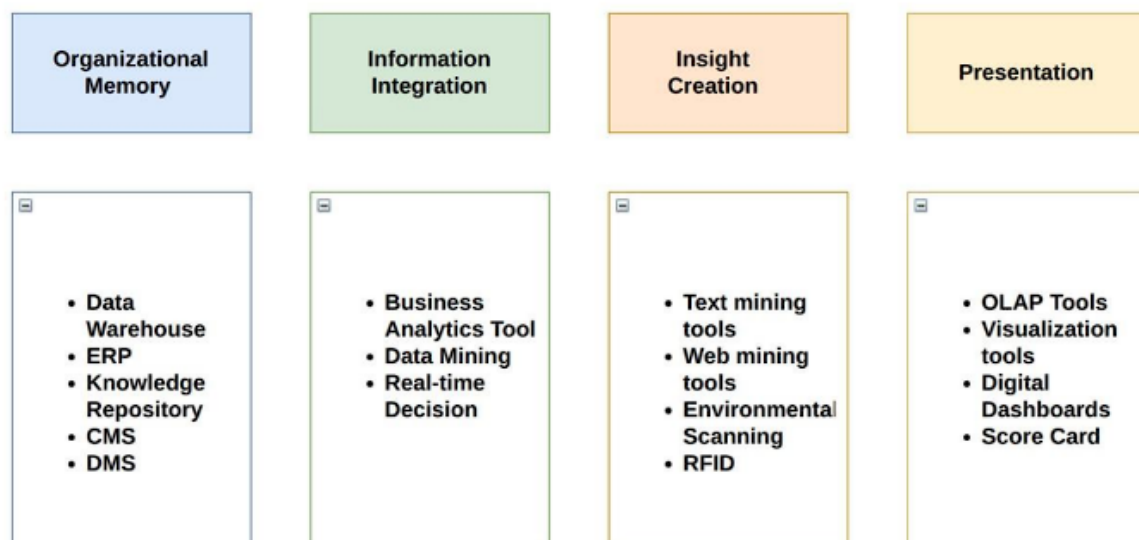 Organizational
Memory
Information
Integration
Insight
Creation
Presentation
• Data
Warehouse
• ERP
• Knowledge
Repository
• CMS
• DMS
• Business
Analytics Tool
• Data Mining
• Real-time
Decision
• Text mining
tools
• Web mining
tools
• Environmental
Scanning
• RFID
• OLAP Tools
• Visualization
tools
• Digital
Dashboards
• Score Card